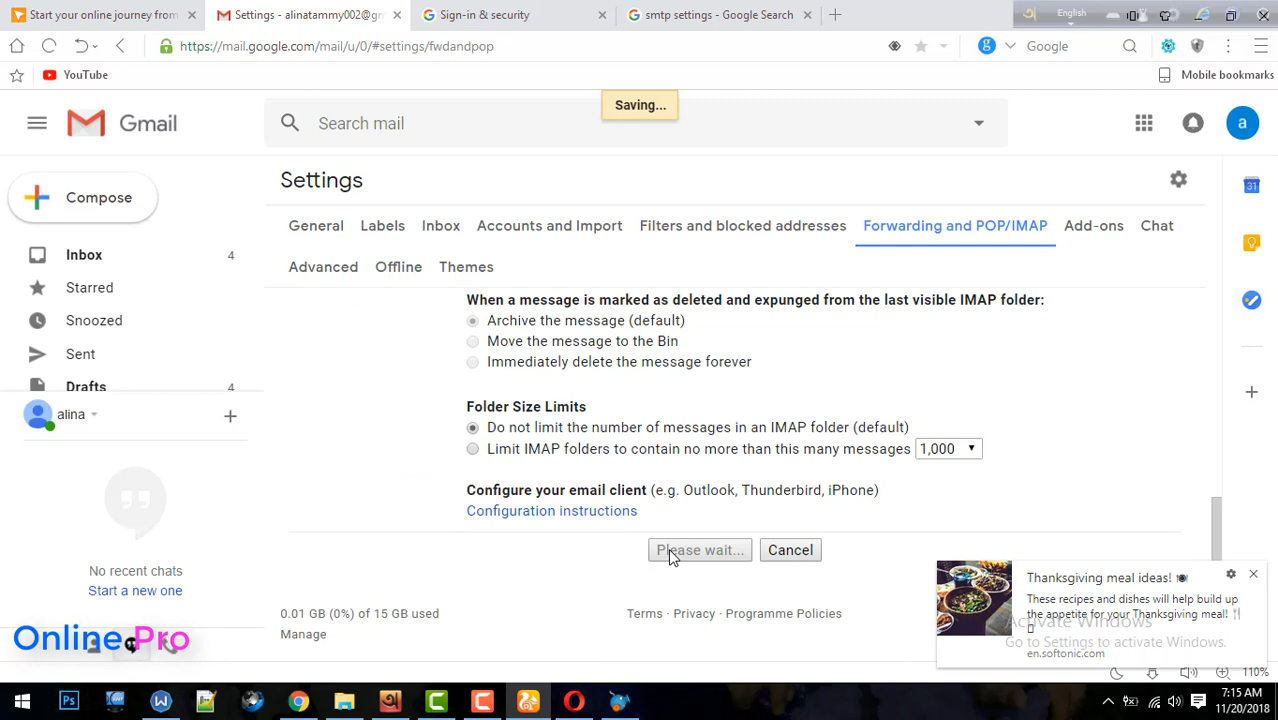 Start your online journey from
Settings - alinatammy002@gm
Sign-in & security
smtp settings - Google Search
English
https://mail.google.com/mail/u/0/#settings/fwdandpop
Google
YouTube
Mobile bookmarks
Saving...
Gmail
Search mail
a
Compose
Settings
General
Labels
Inbox
Accounts and Import
Filters and blocked addresses
Forwarding and POP/IMAP
Add-ons
Chat
Advanced
Offline
Themes
Inbox 4
Starred
Snoozed
Sent
Drafts 4
alina
When a message is marked as deleted and expunged from the last visible IMAP folder:
Archive the message (default)
Move the message to the Bin
Immediately delete the message forever
Folder Size Limits
Do not limit the number of messages in an IMAP folder (default)
Limit IMAP folders to contain no more than this many messages 1,000
Configure your email client (e.g. Outlook, Thunderbird, iPhone)
Configuration instructions
Please wait... Cancel
No recent chats
Start a new one
0.01 GB (0%) of 15 GB used
Manage
Terms · Privacy · Programme Policies
Online Pro
Thanksgiving meal ideas!
These recipes and dishes will help build up
the appetite for your Thanksgiving meal!
en.softonic.com
Activate Windows
Go to Settings to activate Windows.
110%
7:15 AM
11/20/2018